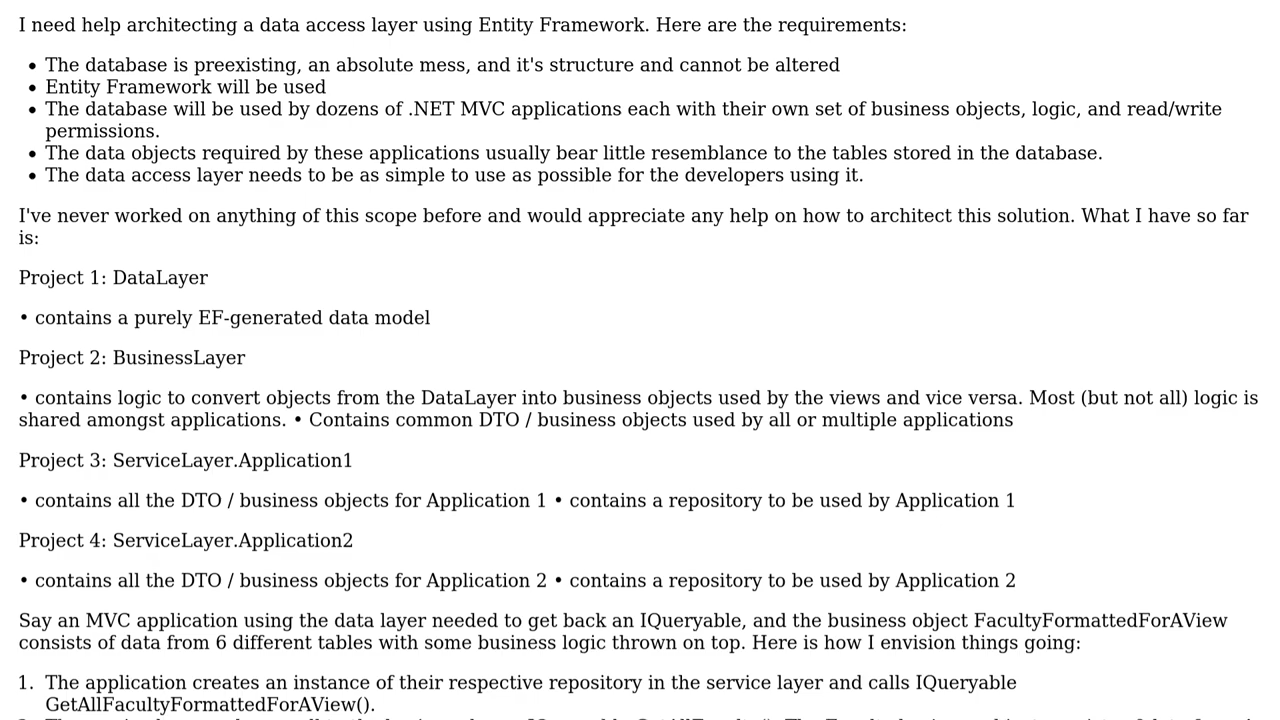 I need help architecting a data access layer using Entity Framework. Here are the requirements:
• The database is preexisting, an absolute mess, and it's structure and cannot be altered
• Entity Framework will be used
• The database will be used by dozens of .NET MVC applications each with their own set of business objects, logic, and read/write
permissions.
• The data objects required by these applications usually bear little resemblance to the tables stored in the database.
• The data access layer needs to be as simple to use as possible for the developers using it.
I've never worked on anything of this scope before and would appreciate any help on how to architect this solution. What I have so far
is:
Project 1: DataLayer
• contains a purely EF-generated data model
Project 2: BusinessLayer
• contains logic to convert objects from the DataLayer into business objects used by the views and vice versa. Most (but not all) logic is
shared amongst applications. • Contains common DTO / business objects used by all or multiple applications
Project 3: ServiceLayer.Application1
• contains all the DTO / business objects for Application 1 • contains a repository to be used by Application 1
Project 4: ServiceLayer.Application2
• contains all the DTO / business objects for Application 2 • contains a repository to be used by Application 2
Say an MVC application using the data layer needed to get back an IQueryable, and the business object FacultyFormattedForAView
consists of data from 6 different tables with some business logic thrown on top. Here is how I envision things going:
1. The application creates an instance of their respective repository in the service layer and calls IQueryable
GetAllFacultyFormattedForAView().